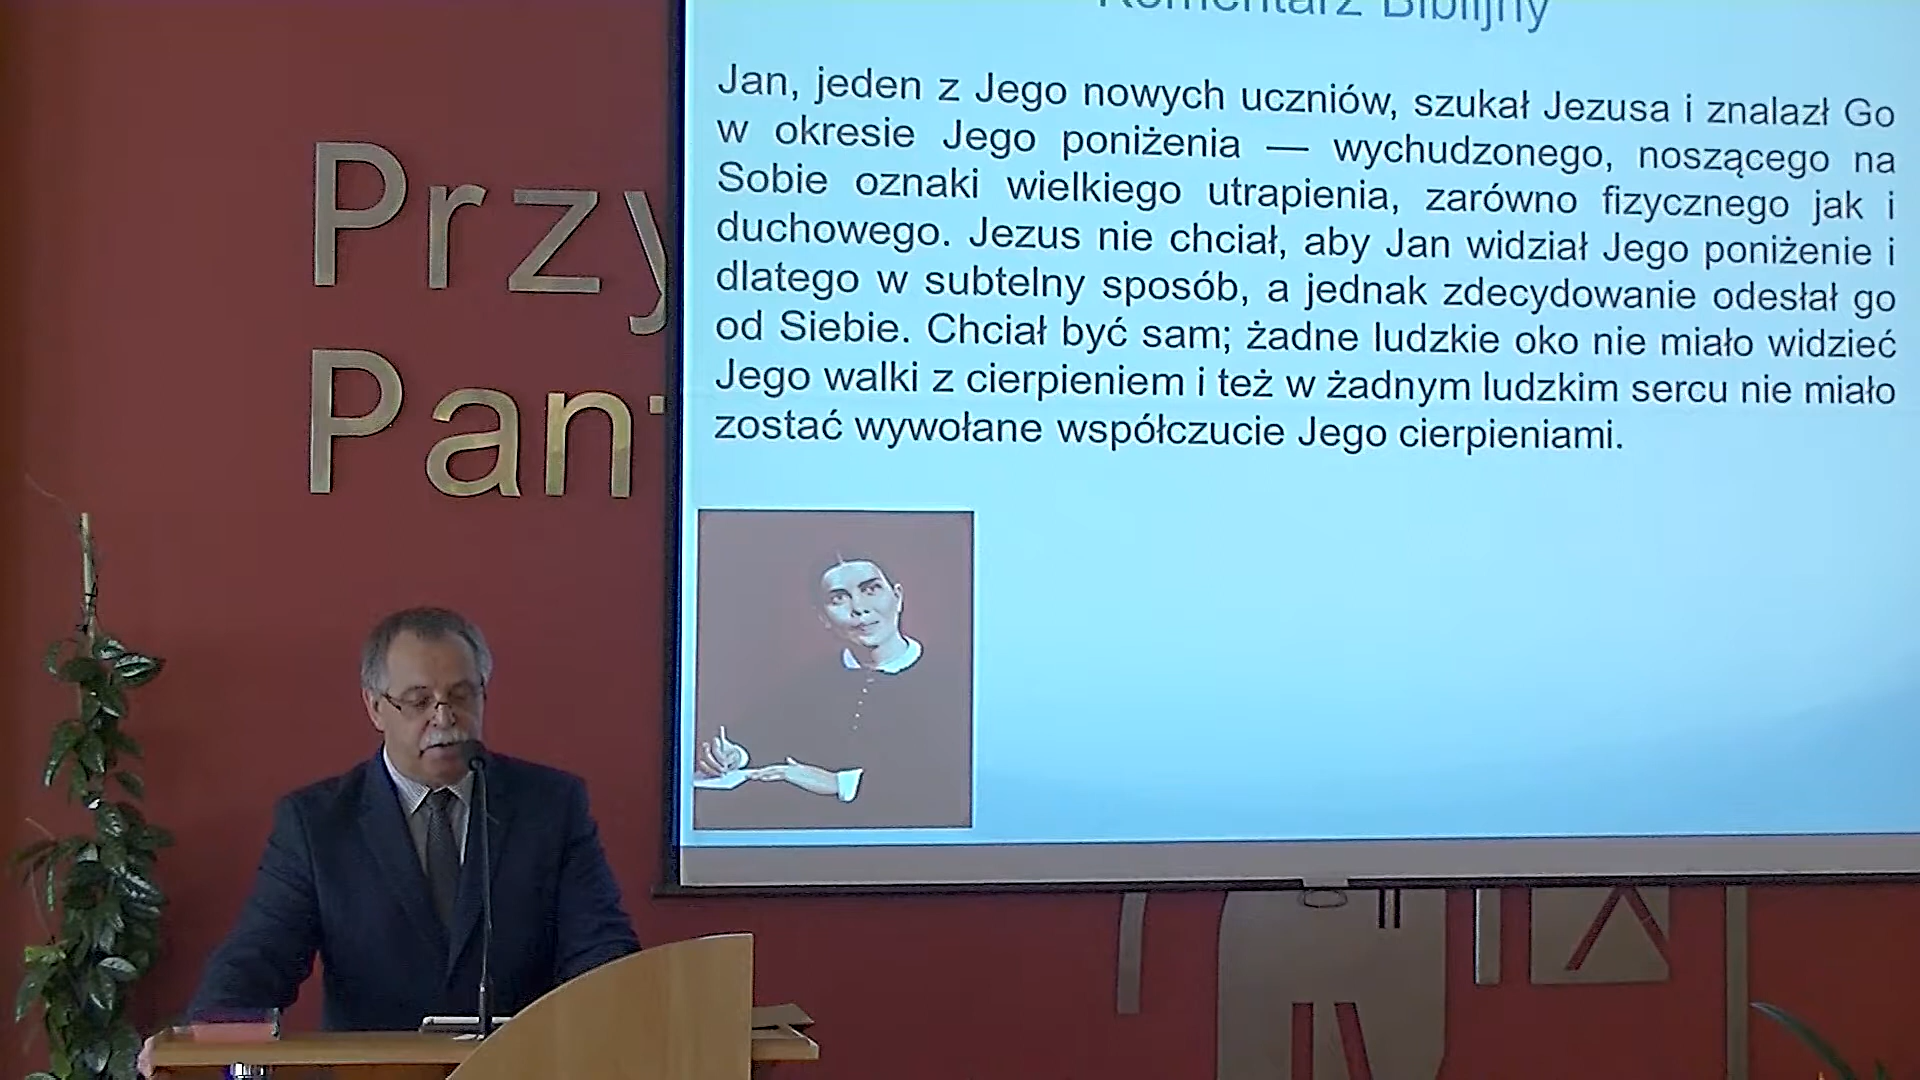 Przy
Pan
Komentarz Biblijny
Jan, jeden z Jego nowych uczniów, szukał Jezusa i znalazł Go
w okresie Jego poniżenia — wychudzonego, noszącego na
Sobie oznaki wielkiego utrapienia, zarówno fizycznego jak i
duchowego. Jezus nie chciał, aby Jan widział Jego poniżenie i
dlatego w subtelny sposób, a jednak zdecydowanie odesłał go
od Siebie. Chciał być sam; żadne ludzkie oko nie miało widzieć
Jego walki z cierpieniem i też w żadnym ludzkim sercu nie miało
zostać wywołane współczucie Jego cierpieniami.